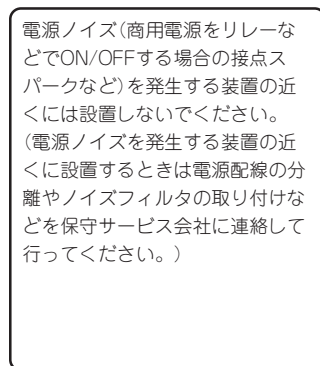 電源ノイズ(商用電源をリレーな
どでON/OFFする場合の接点ス
パークなど)を発生する装置の近
くには設置しないでください。
(電源ノイズを発生する装置の近
くに設置するときは電源配線の分
離やノイズフィルタの取り付けな
どを保守サービス会社に連絡して
行ってください。)